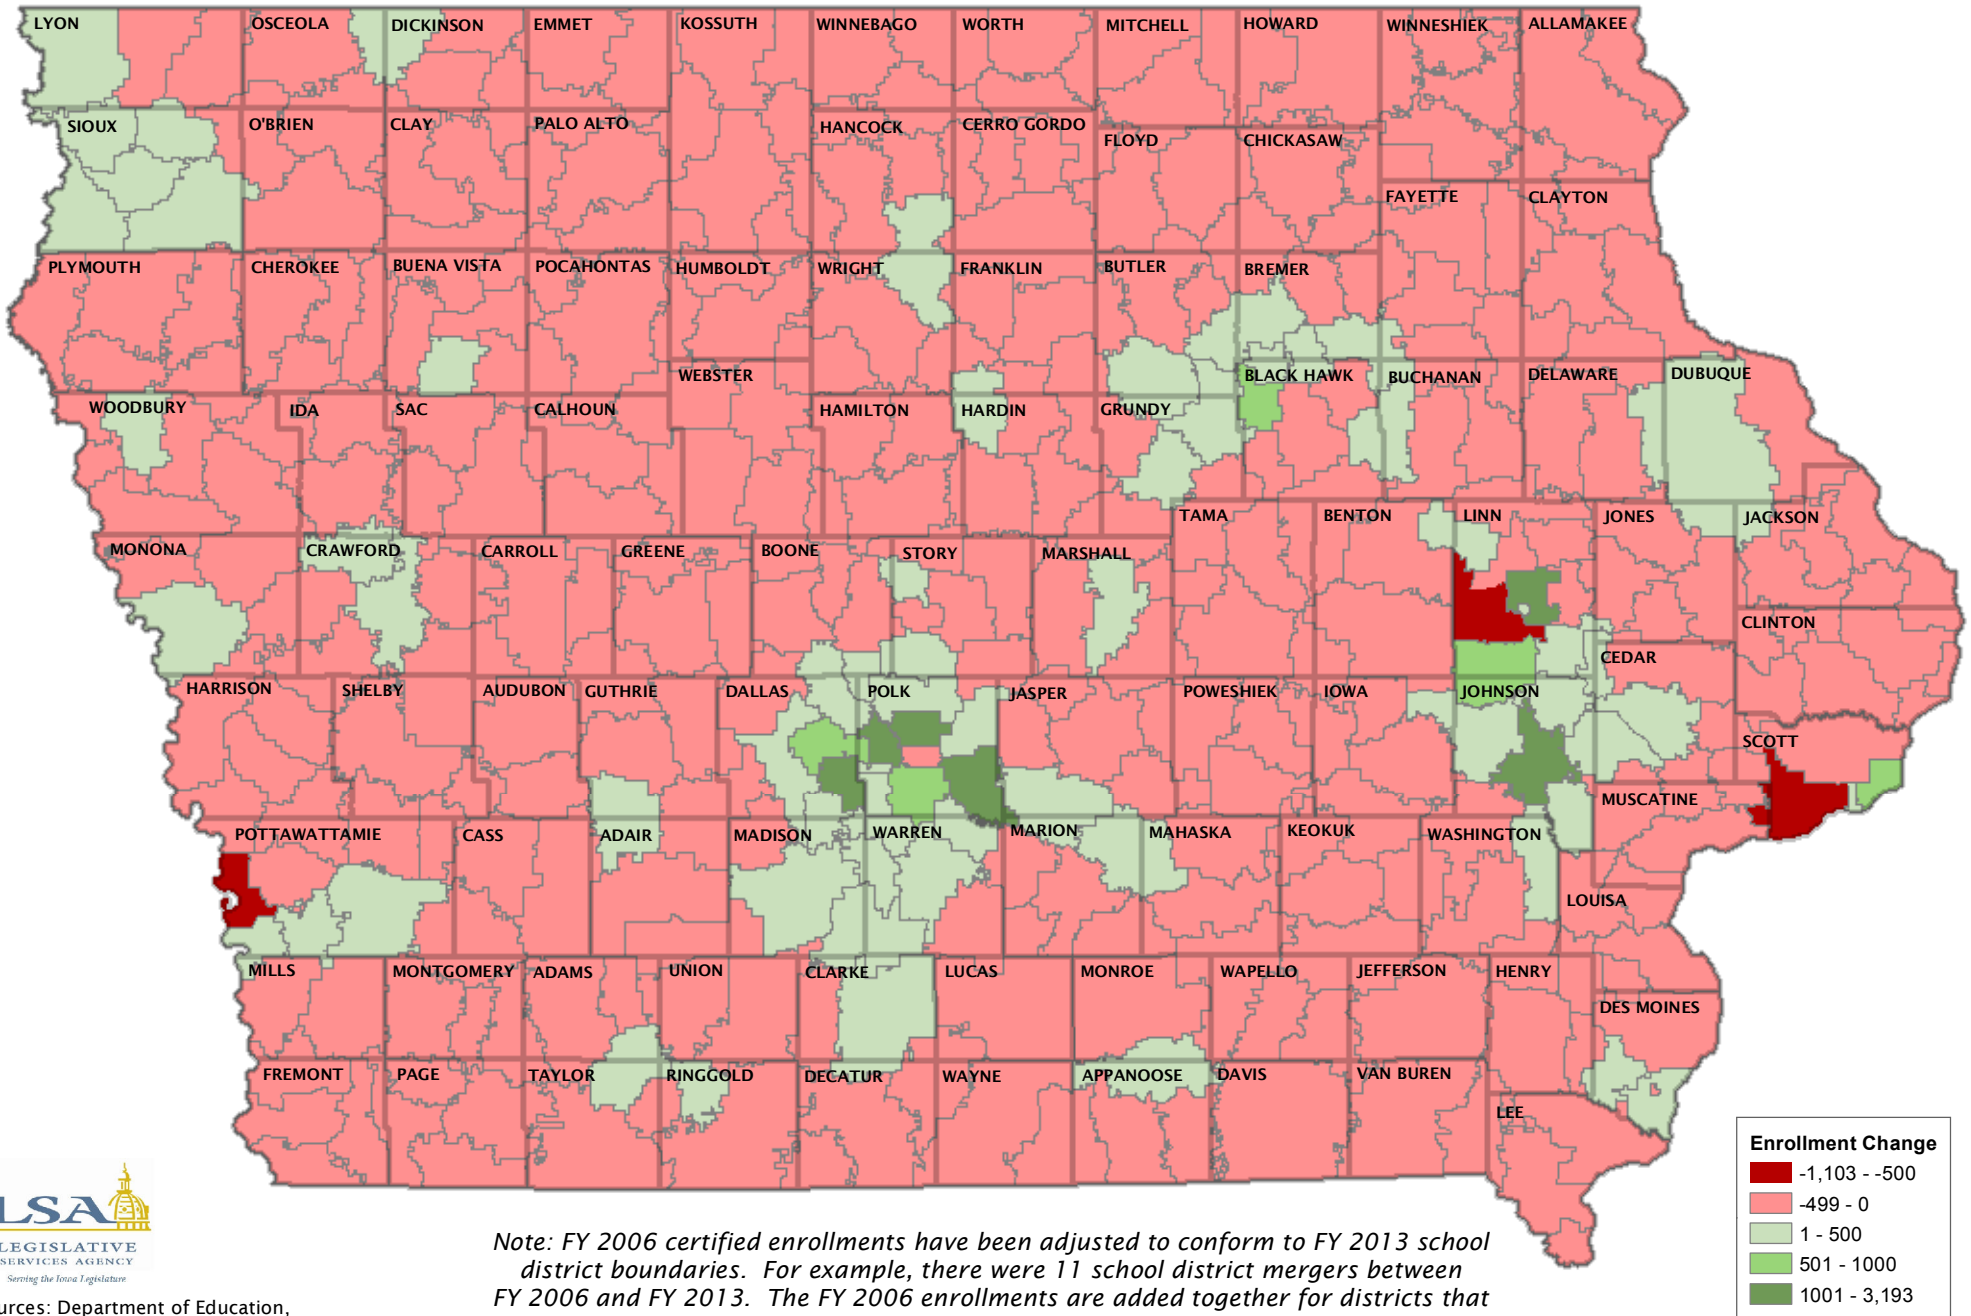 LYON
OSCEOLA
DICKINSON
EMMET
KOSSUTH
WINNEBAGO
WORTH
MITCHELL
HOWARD
WINNESHIEK
ALLAMAKEE
SIOUX
O'BRIEN
CLAY
PALO ALTO
HANCOCK
CERRO GORDO
FLOYD
CHICKASAW
FAYETTE
CLAYTON
PLYMOUTH
CHEROKEE
BUENA VISTA
POCAHONTAS
HUMBOLDT
WRIGHT
FRANKLIN
BUTLER
BREMER
WEBSTER
BLACK HAWK
BUCHANAN
DELAWARE
DUBUQUE
WOODBURY
IDA
SAC
CALHOUN
HAMILTON
HARDIN
GRUNDY
TAMA
BENTON
LINN
JONES
JACKSON
MONONA
CRAWFORD
CARROLL
GREENE
BOONE
STORY
MARSHALL
CLINTON
CEDAR
HARRISON
SHELBY
AUDUBON
GUTHRIE
DALLAS
POLK
JASPER
POWESHIEK
IOWA
JOHNSON
SCOTT
MUSCATINE
POTTAWATTAMIE
CASS
ADAIR
MADISON
WARREN
MARION
MAHASKA
KEOKUK
WASHINGTON
LOUISA
MILLS
MONTGOMERY
ADAMS
UNION
CLARKE
LUCAS
MONROE
WAPELLO
JEFFERSON
HENRY
DES MOINES
FREMONT
PAGE
TAYLOR
RINGGOLD
DECATUR
WAYNE
APPANOOSE
DAVIS
VAN BUREN
LEE
Enrollment Change
-1,103 - -500
-499 - 0
1 - 500
501 - 1000
1001 - 3,193
LSA
LEGISLATIVE
SERVICES AGENCY
Serving the Iowa Legislature
urces: Department of Education,
Note: FY 2006 certified enrollments have been adjusted to conform to FY 2013 school
district boundaries. For example, there were 11 school district mergers between
FY 2006 and FY 2013. The FY 2006 enrollments are added together for districts that